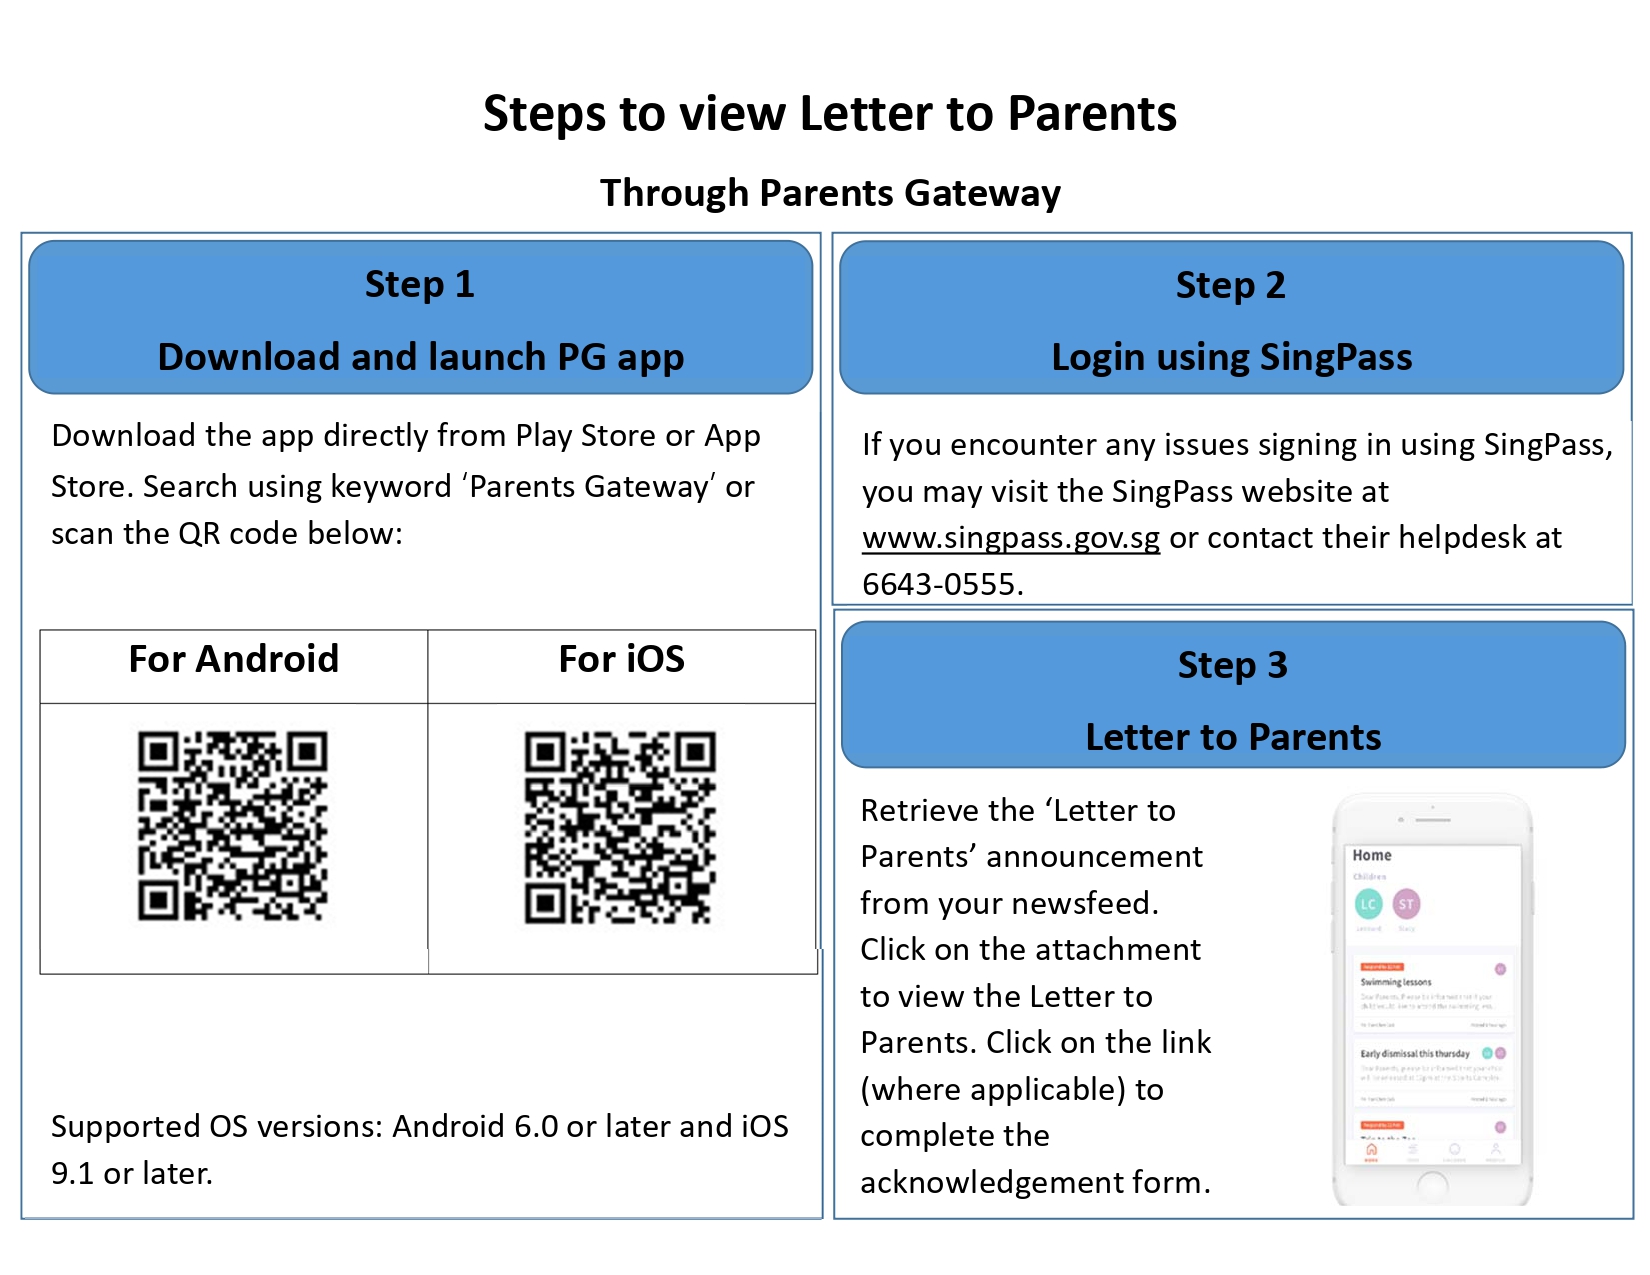 Steps to view Letter to Parents
Through Parents Gateway
Step 1
Download and launch PG app
Download the app directly from Play Store or App
Store. Search using keyword ‘Parents Gateway’ or
scan the QR code below:
For Android
For iOS
Supported OS versions: Android 6.0 or later and iOS
9.1 or later.
Step 2
Login using SingPass
If you encounter any issues signing in using SingPass,
you may visit the SingPass website at
www.singpass.gov.sg or contact their helpdesk at
6643-0555.
Step 3
Letter to Parents
Retrieve the ‘Letter to
Parents’ announcement
from your newsfeed.
Click on the attachment
to view the Letter to
Parents. Click on the link
(where applicable) to
complete the
acknowledgement form.
Home
Children
LC ST
Swimming lessons
Early dismissal this thursday